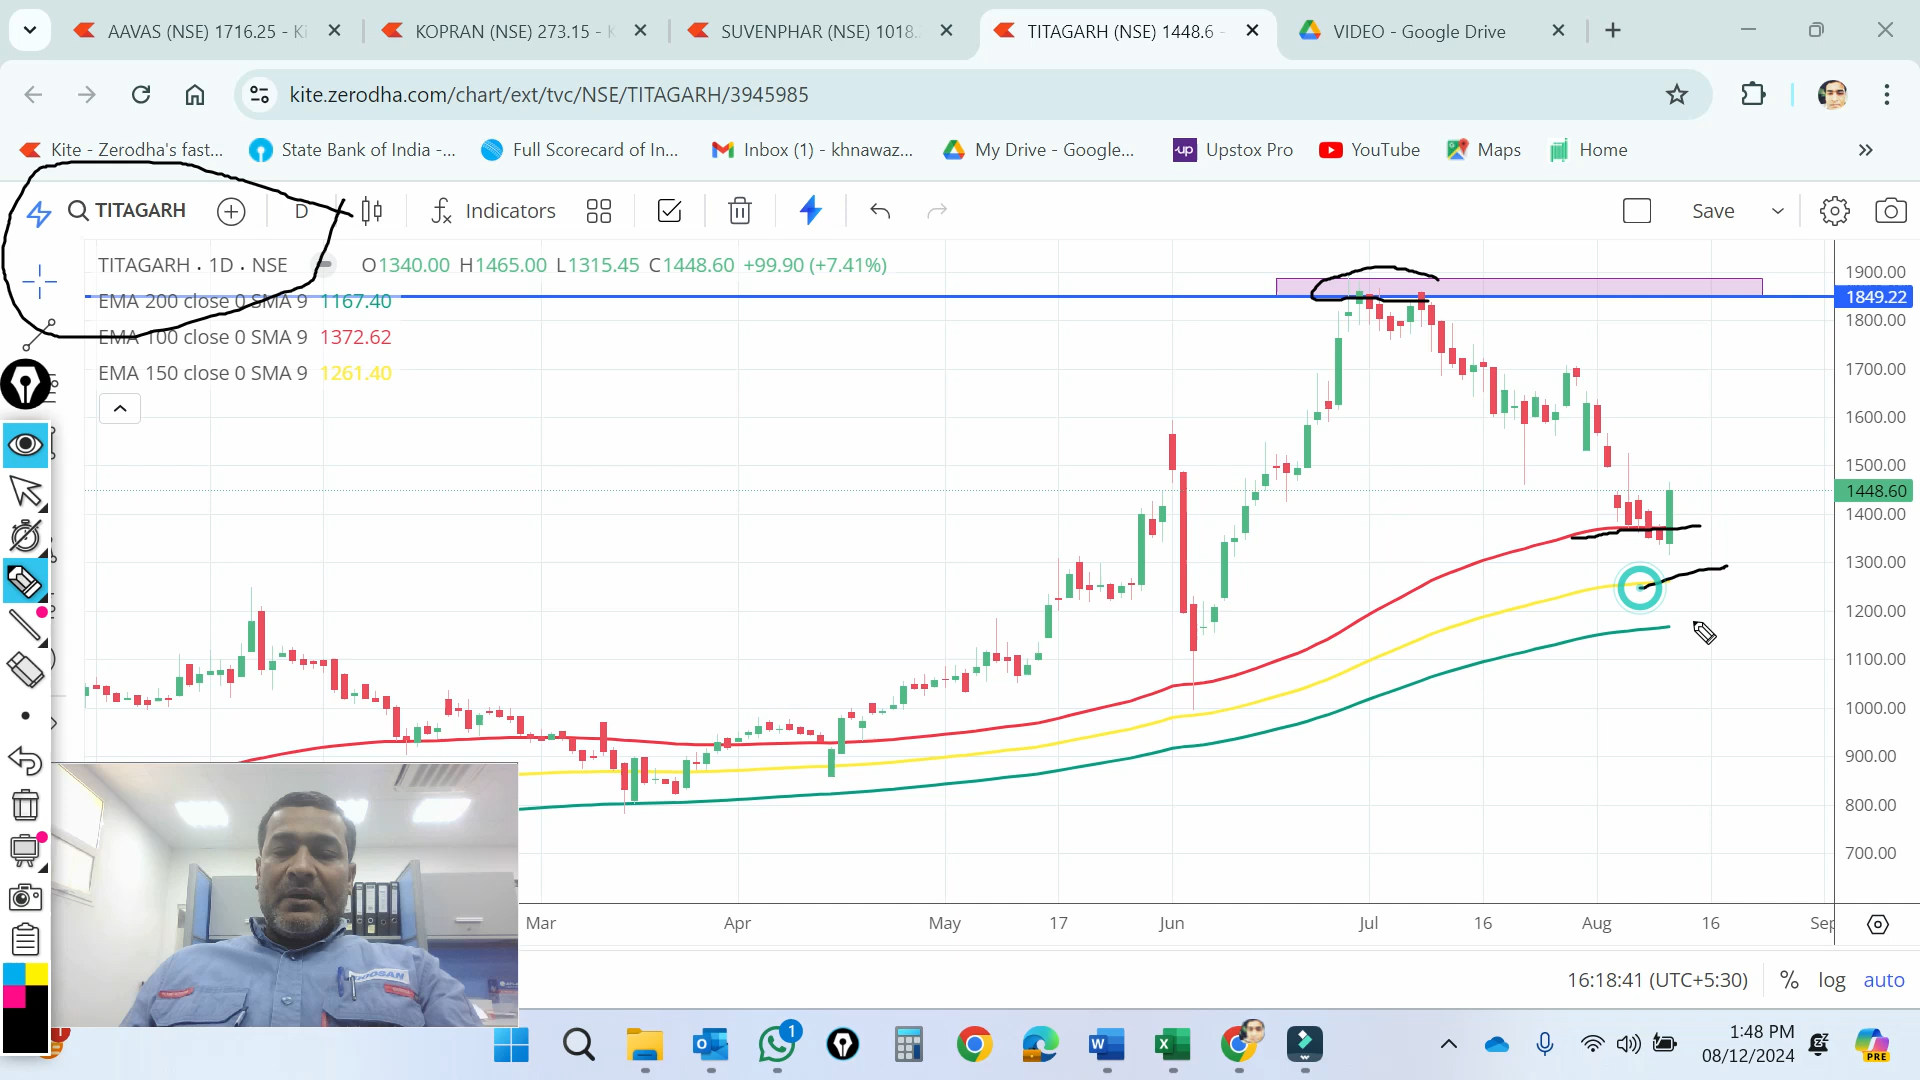 AAVAS (NSE) 1716.25 - Ki
KOPRAN (NSE) 273.15 - K
SUVENPHAR (NSE) 1018.
TITAGARH (NSE) 1448.6 -
VIDEO - Google Drive
kite.zerodha.com/chart/ext/tvc/NSE/TITAGARH/3945985
Kite - Zerodha's fast...
State Bank of India -...
Full Scorecard of In...
Inbox (1) - khnawaz...
My Drive - Google...
up
Upstox Pro
YouTube
Maps
Home
TITAGARH
D
Indicators
Save
TITAGARH . 1D . NSE
O1340.00 H1465.00 L1315.45 C1448.60 +99.90 (+7.41%)
EMA 200 close 0 SMA 9 1167.40
EMA 100 close 0 SMA 9 1372.62
EMA 150 close 0 SMA 9 1261.40
1900.00
1849.22
1800.00
1700.00
1600.00
1500.00
1448.60
1400.00
1300.00
1200.00
1100.00
1000.00
900.00
800.00
700.00
Mar
Apr
May
17
Jun
Jul
16
Aug
16
Sep
16:18:41 (UTC+5:30)
%
log
auto
DOOSAN
1
1
1:48 PM
08/12/2024
PRE